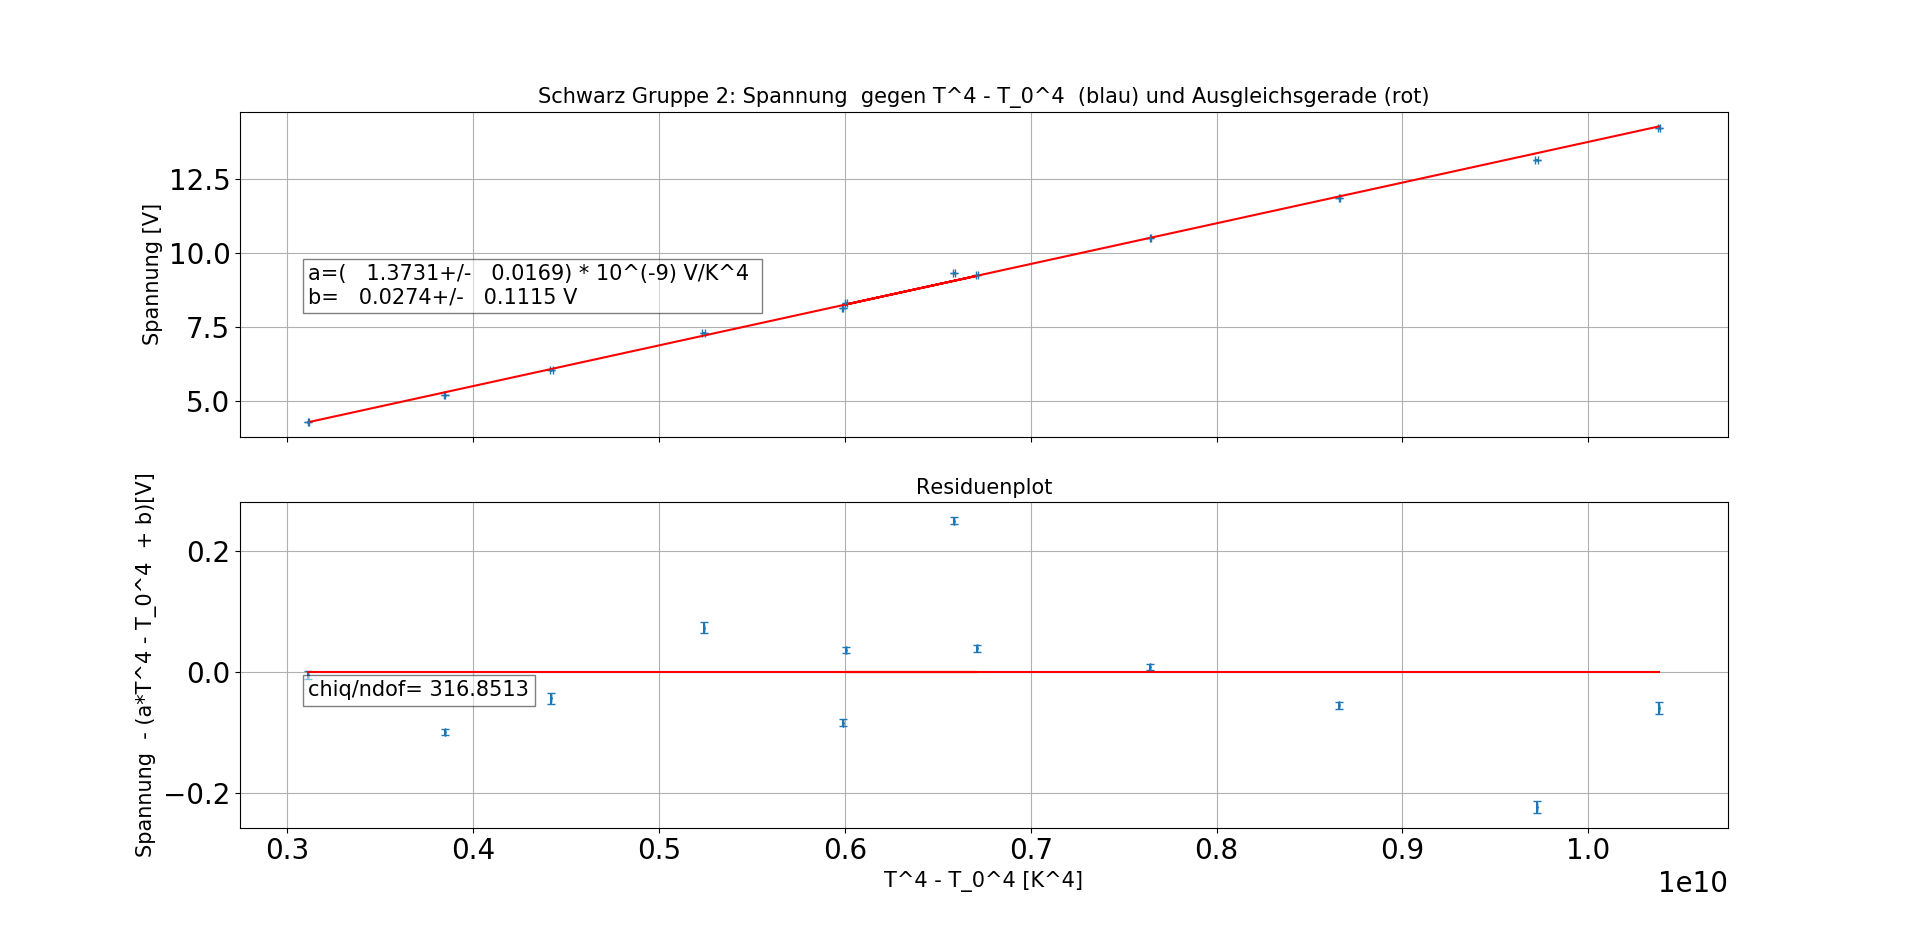 Schwarz Gruppe 2: Spannung  gegen T^4 - T_0^4  (blau) und Ausgleichsgerade (rot)
Spannung [V]
12.5
10.0
7.5
5.0
a=(   1.3731+/-   0.0169) * 10^(-9) V/K^4
b=   0.0274+/-   0.1115 V
Residuenplot
Spannung  - (a*T^4 - T_0^4  + b)[V]
0.2
0.0
−0.2
chiq/ndof= 316.8513
0.3 0.4 0.5 0.6 0.7 0.8 0.9 1.0
T^4 - T_0^4 [K^4]
1e10